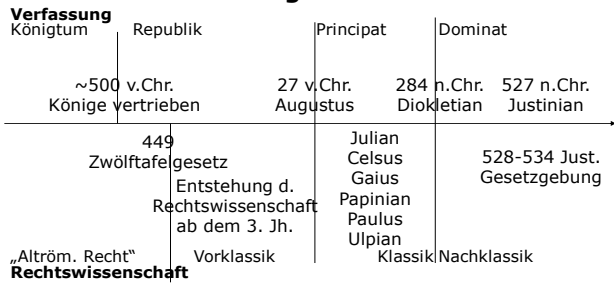 Verfassung
Königtum
Republik
Principat
Dominat
~500 v.Chr.
Könige vertrieben
27 v.Chr.
Augustus
284 n.Chr.
Diokletian
527 n.Chr.
Justinian
449
Zwölftafelgesetz
Entstehung d.
Rechtswissenschaft
ab dem 3. Jh.
Julian
Celsus
Gaius
Papinian
Paulus
Ulpian
528-534 Just.
Gesetzgebung
„Altröm. Recht“
Vorklassik
Klassik
Nachklassik
Rechtswissenschaft